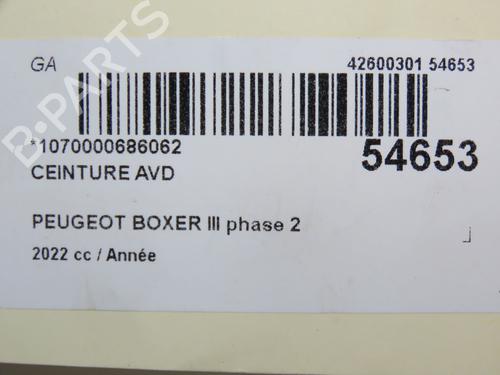 GA 42600301 54653
*1070000686062 54653
CEINTURE AVD
PEUGEOT BOXER III phase 2
2022 cc / Année
B-PARTS